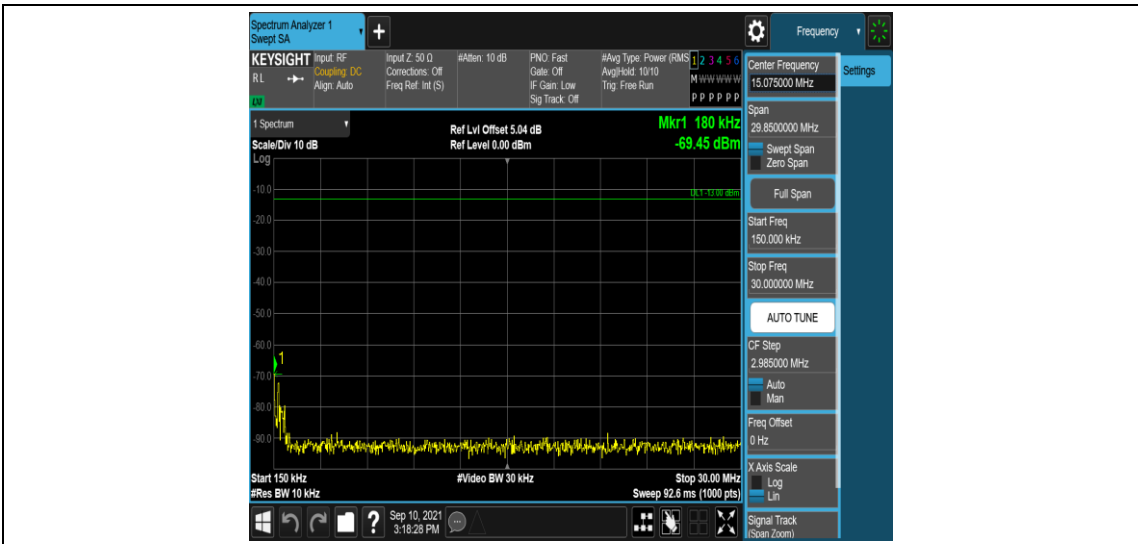 Spectrum Analyzer 1
Swept SA
+
Frequency
KEYSIGHT
RL
LXI
Input: RF
Coupling: DC
Align: Auto
Input Z: 50 Ω
Corrections: Off
Freq Ref: Int (S)
#Atten: 10 dB
PNO: Fast
Gate: Off
IF Gain: Low
Sig Track: Off
#Avg Type: Power (RMS
Avg|Hold: 10/10
Trig: Free Run
1 2 3 4 5 6
M W W W W W
P P P P P P
1 Spectrum
Scale/Div 10 dB
Log
Ref Lvl Offset 5.04 dB
Ref Level 0.00 dBm
Mkr1 180 kHz
-69.45 dBm
DL1 -13.00 dBm
-10.0
-20.0
-30.0
-40.0
-50.0
-60.0
1
-70.0
-80.0
-90.0
Start 150 kHz
#Res BW 10 kHz
#Video BW 30 kHz
Stop 30.00 MHz
Sweep 92.6 ms (1000 pts)
?
Sep 10, 2021
3:18:28 PM
Center Frequency
15.075000 MHz
Settings
Span
29.8500000 MHz
Swept Span
Zero Span
Full Span
Start Freq
150.000 kHz
Stop Freq
30.000000 MHz
AUTO TUNE
CF Step
2.985000 MHz
Auto
Man
Freq Offset
0 Hz
X Axis Scale
Log
Lin
Signal Track
(Span Zoom)